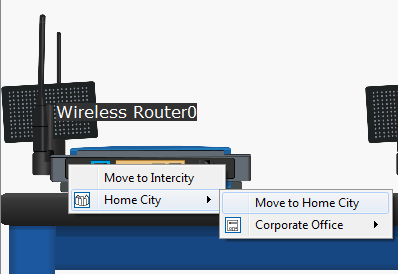 Wireless Router0
Move to Intercity
Home City
Move to Home City
Corporate Office